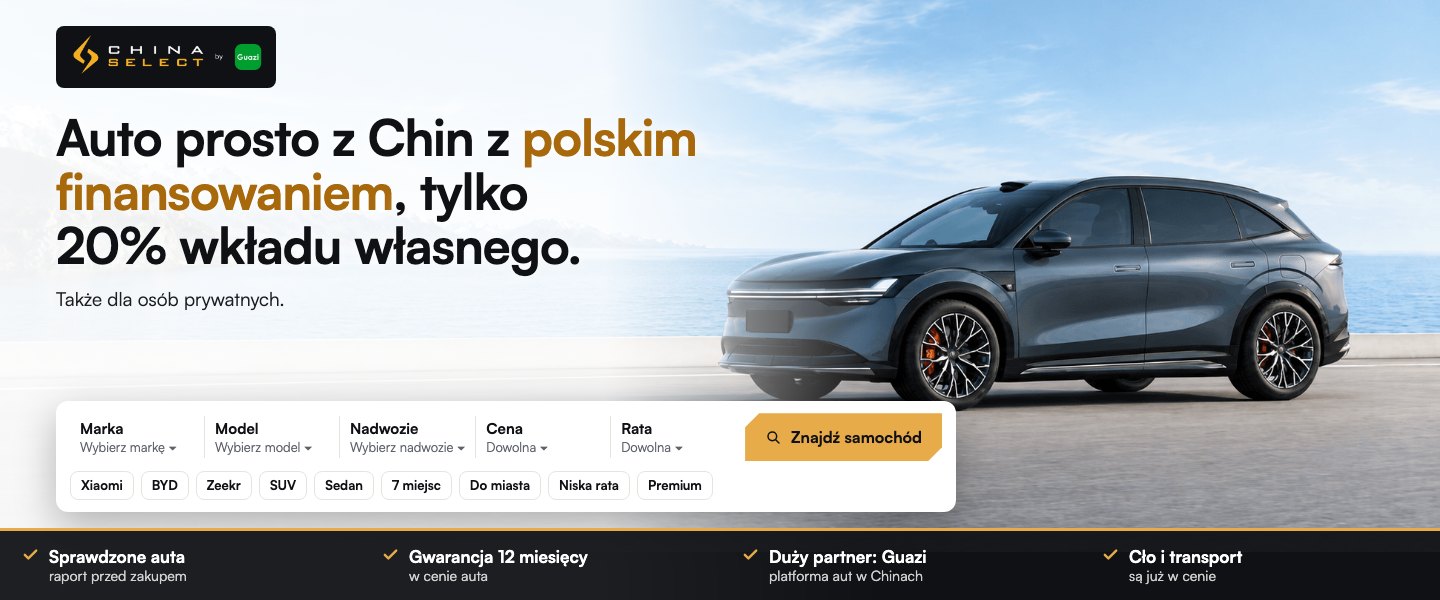 CHINA
SELECT
by
Guazi
Auto prosto z Chin z polskim
finansowaniem, tylko
20% wkładu własnego.
Także dla osób prywatnych.
Marka
Wybierz markę
Model
Wybierz model
Nadwozie
Wybierz nadwozie
Cena
Dowolna
Rata
Dowolna
Znajdź samochód
Xiaomi
BYD
Zeekr
SUV
Sedan
7 miejsc
Do miasta
Niska rata
Premium
Sprawdzone auta
raport przed zakupem
Gwarancja 12 miesięcy
w cenie auta
Duży partner: Guazi
platforma aut w Chinach
Cło i transport
są już w cenie